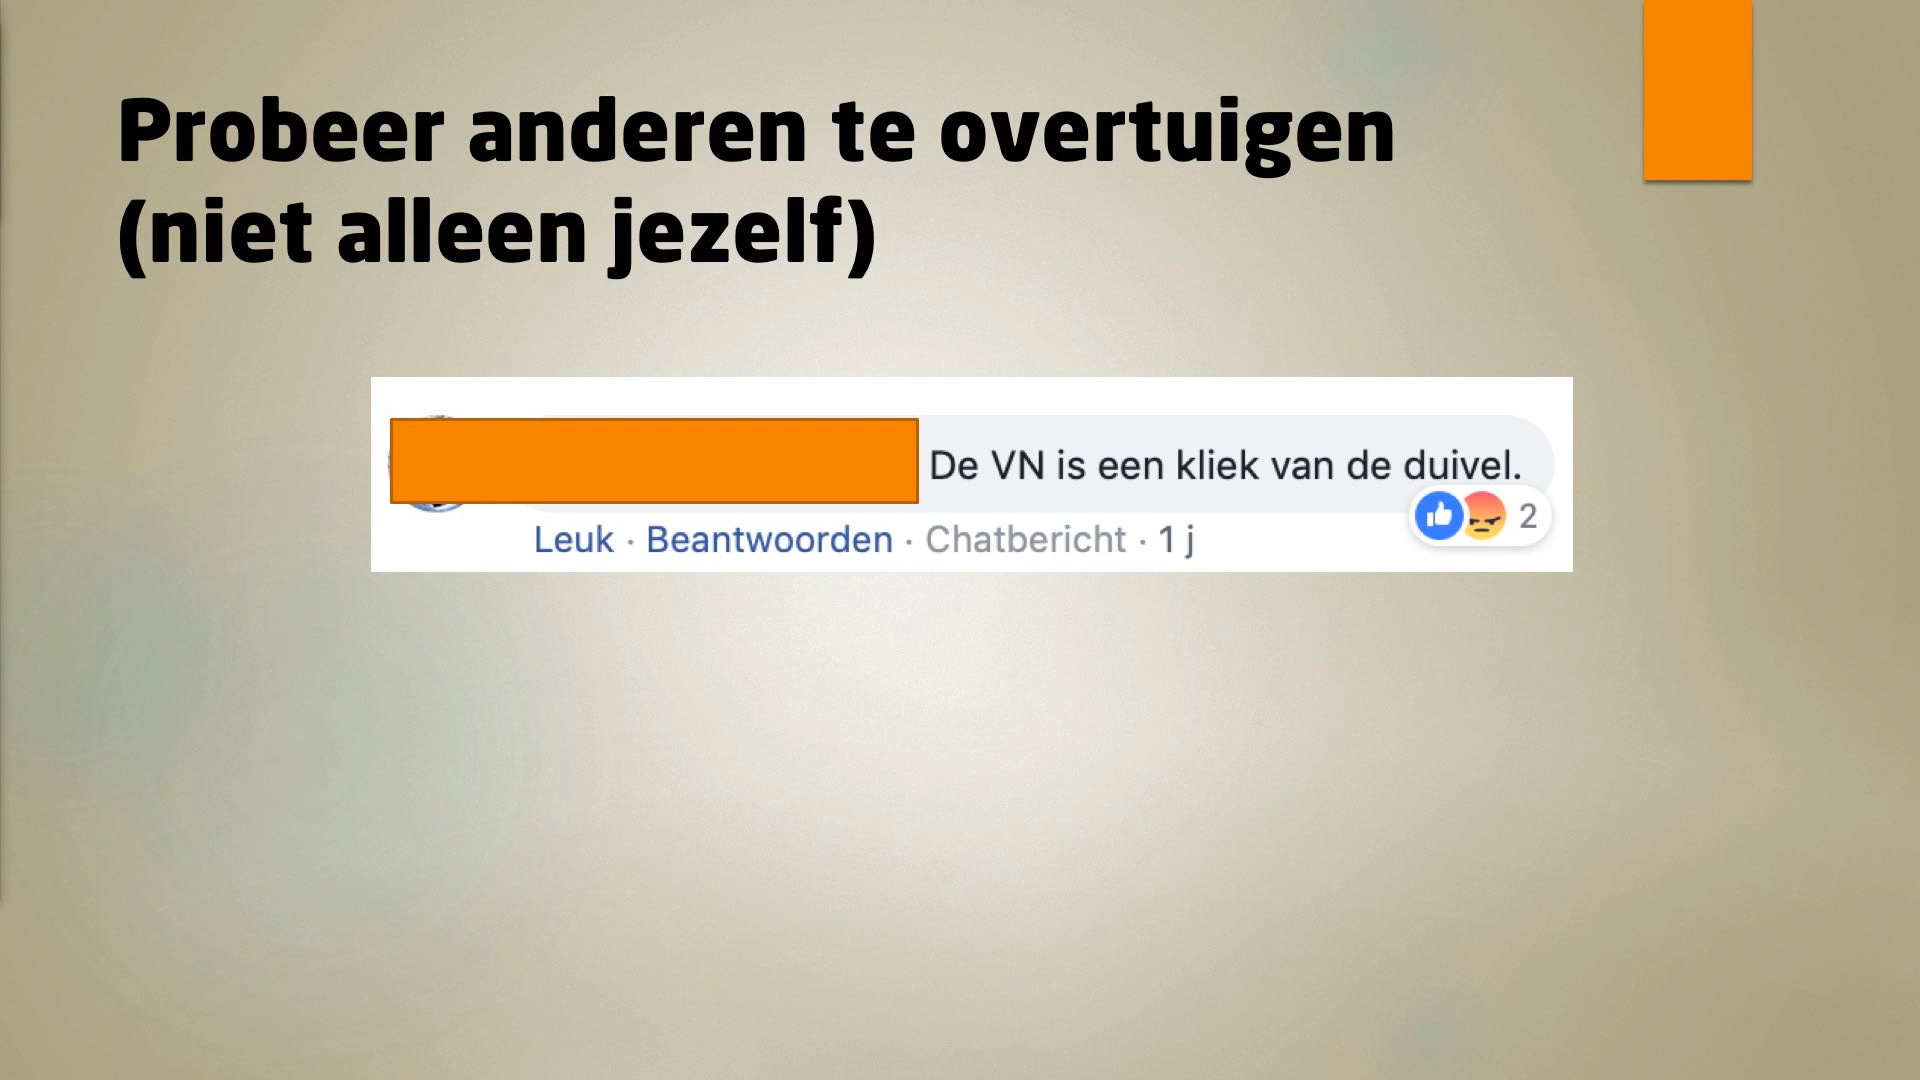 Probeer anderen te overtuigen
(niet alleen jezelf)
De VN is een kliek van de duivel.
2
Leuk · Beantwoorden · Chatbericht · 1 j